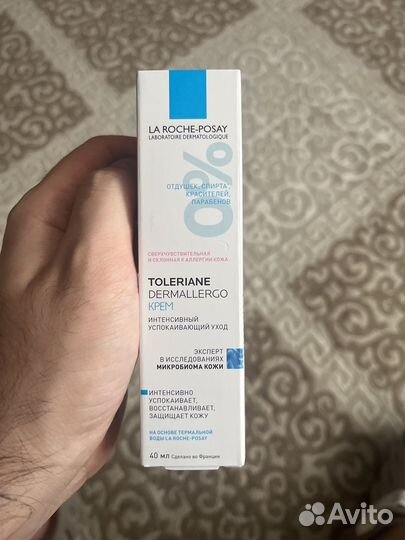 LA ROCHE-POSAY
LABORATOIRE DERMATOLOGIQUE
0%
ОТДУШЕК, СПИРТА,
КРАСИТЕЛЕЙ,
ПАРАБЕНОВ
СВЕРХЧУВСТВИТЕЛЬНАЯ
И СКЛОННАЯ К АЛЛЕРГИИ КОЖА
TOLERIANE
DERMALLERGO
КРЕМ
ИНТЕНСИВНЫЙ
УСПОКАИВАЮЩИЙ УХОД
ЭКСПЕРТ
В ИССЛЕДОВАНИЯХ
МИКРОБИОМА КОЖИ
ИНТЕНСИВНО
УСПОКАИВАЕТ,
ВОССТАНАВЛИВАЕТ,
ЗАЩИЩАЕТ КОЖУ
НА ОСНОВЕ ТЕРМАЛЬНОЙ
ВОДЫ LA ROCHE-POSAY
40 МЛ Сделано во Франции
Avito